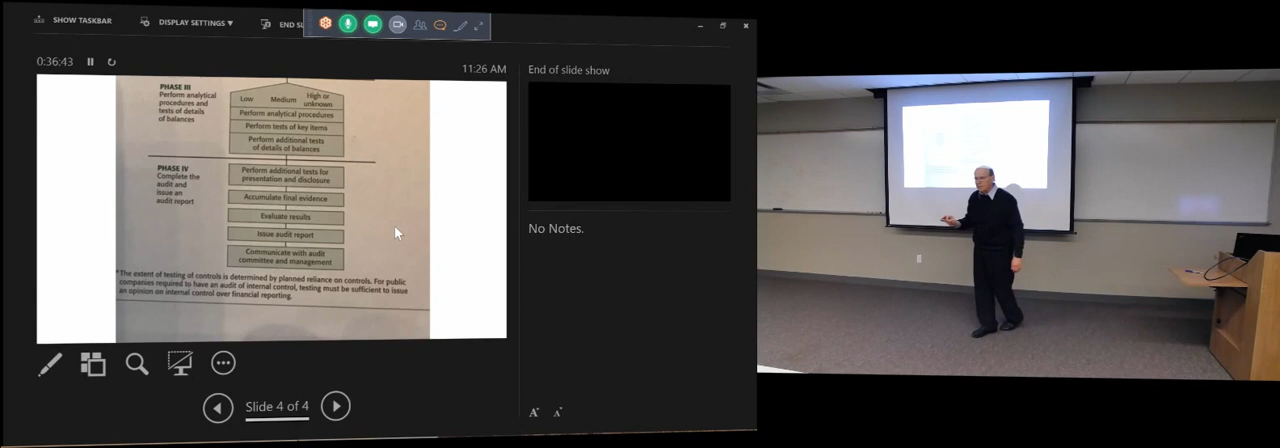 SHOW TASKBAR
DISPLAY SETTINGS ▼
END SL
0:36:43
11:26 AM
End of slide show
PHASE III
Perform analytical
procedures and
tests of details
of balances
Low Medium High or
unknown
Perform analytical procedures
Perform tests of key items
Perform additional tests
of details of balances
PHASE IV
Complete the
audit and
issue an
audit report
Perform additional tests for
presentation and disclosure
Accumulate final evidence
Evaluate results
Issue audit report
Communicate with audit
committee and management
*The extent of testing of controls is determined by planned reliance on controls. For public
companies required to have an audit of internal control, testing must be sufficient to issue
an opinion on internal control over financial reporting.
No Notes.
Slide 4 of 4
A A